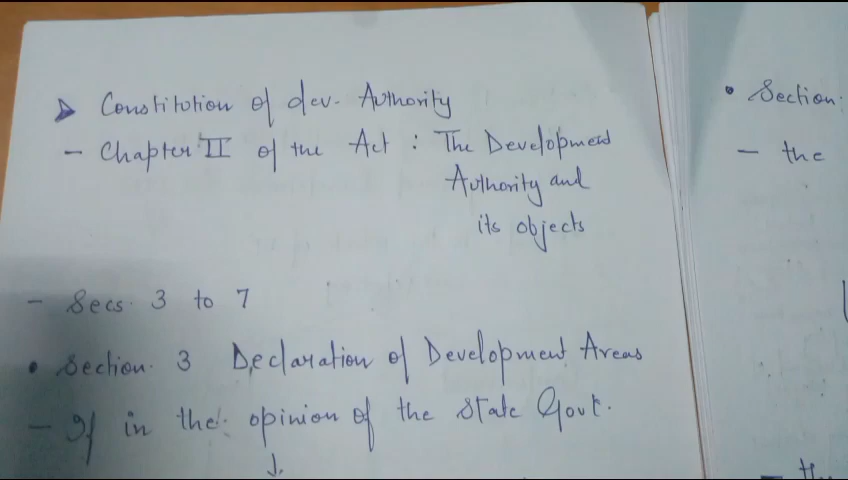 ➤ Constitution of dev. Authority
- Chapter II of the Act : The Development
Authority and
its objects
- Secs. 3 to 7
• Section. 3 Declaration of Development Areas
- If in the opinion of the State Govt.
↓
• Section:
- the